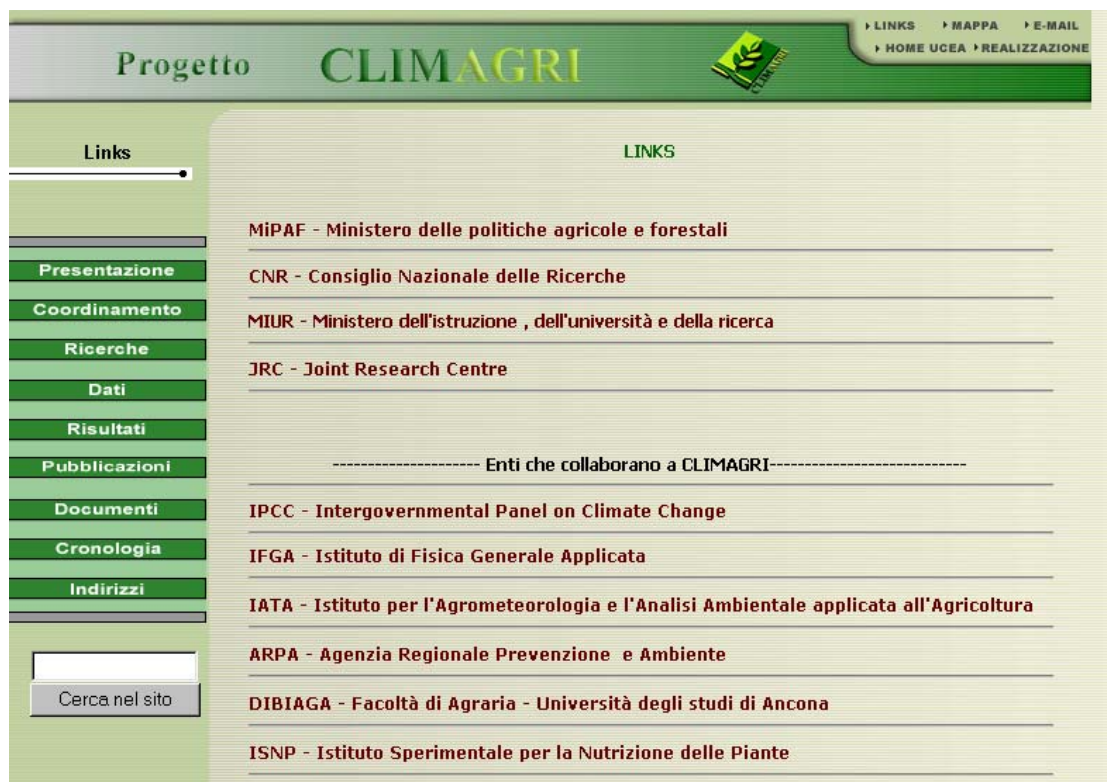 LINKS MAPPA E-MAIL
HOME UCEA REALIZZAZIONE
Progetto CLIMAGRI
CLIMAGRI
Links
LINKS
MiPAF - Ministero delle politiche agricole e forestali
CNR - Consiglio Nazionale delle Ricerche
MIUR - Ministero dell'istruzione , dell'università e della ricerca
JRC - Joint Research Centre
--------------------- Enti che collaborano a CLIMAGRI----------------------------
IPCC - Intergovernmental Panel on Climate Change
IFGA - Istituto di Fisica Generale Applicata
IATA - Istituto per l'Agrometeorologia e l'Analisi Ambientale applicata all'Agricoltura
ARPA - Agenzia Regionale Prevenzione e Ambiente
DIBIAGA - Facoltà di Agraria - Università degli studi di Ancona
ISNP - Istituto Sperimentale per la Nutrizione delle Piante
Presentazione
Coordinamento
Ricerche
Dati
Risultati
Pubblicazioni
Documenti
Cronologia
Indirizzi
Cerca nel sito